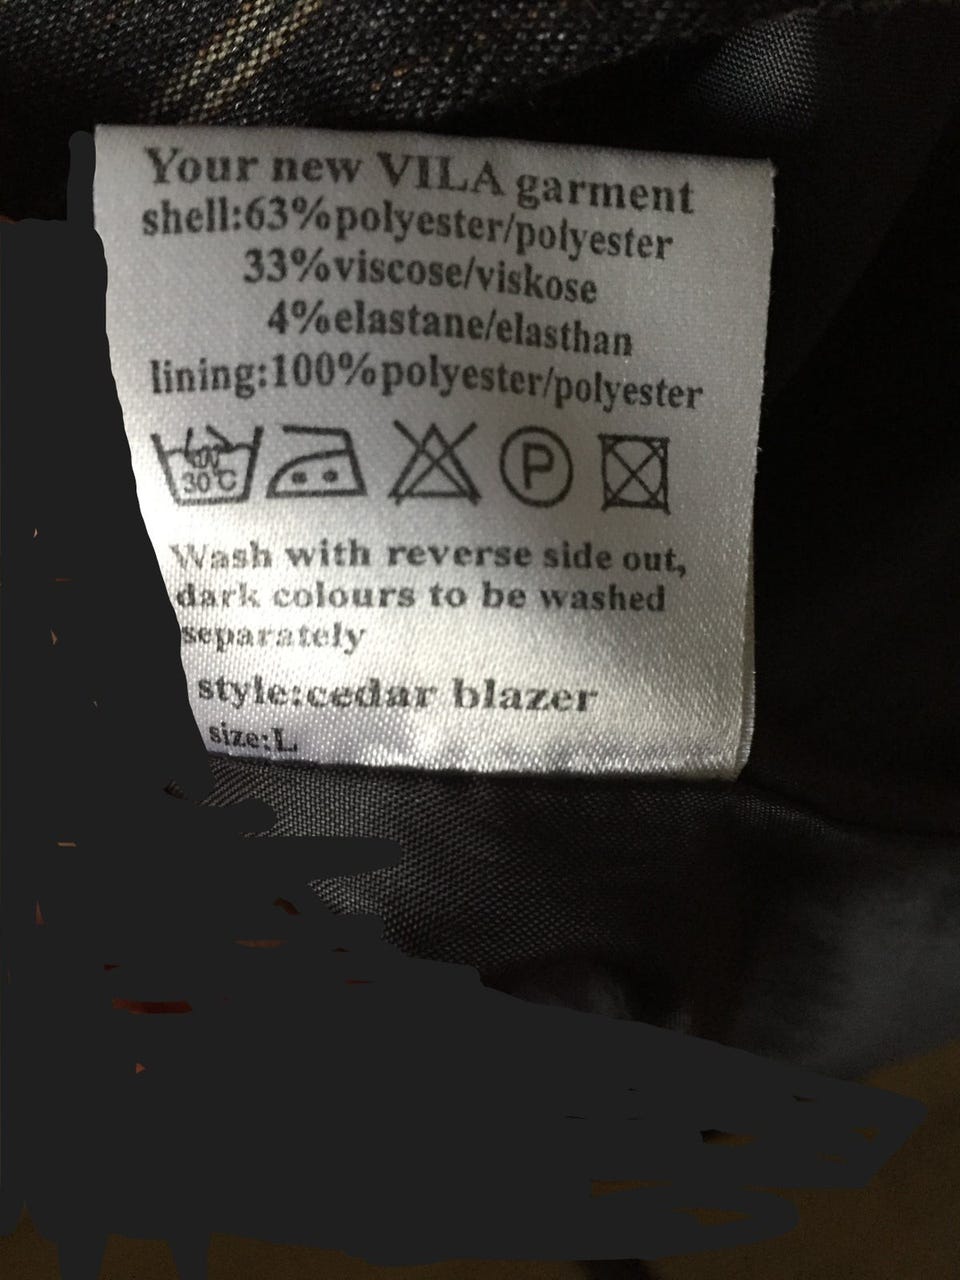 Your new VILA garment
shell:63%polyester/polyester
33%viscose/viskose
4%elastane/elasthan
lining:100%polyester/polyester
30°C P
Wash with reverse side out,
dark colours to be washed
separately
style:cedar blazer
size:L